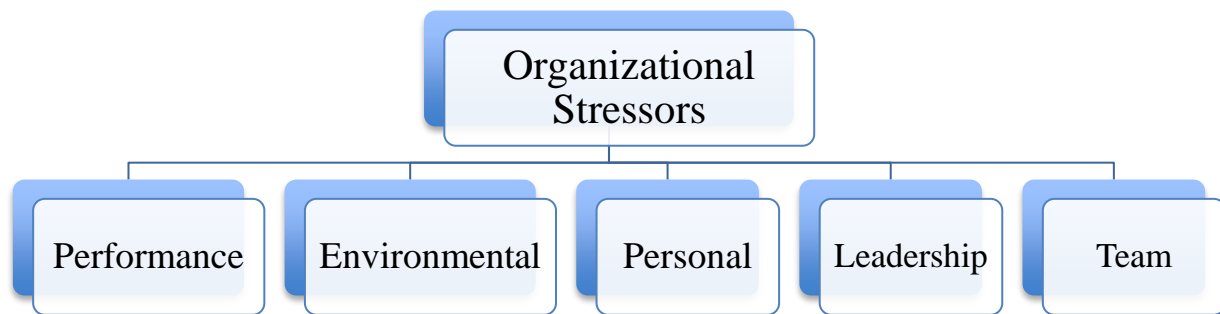 Organizational
Stressors
Performance
Environmental
Personal
Leadership
Team